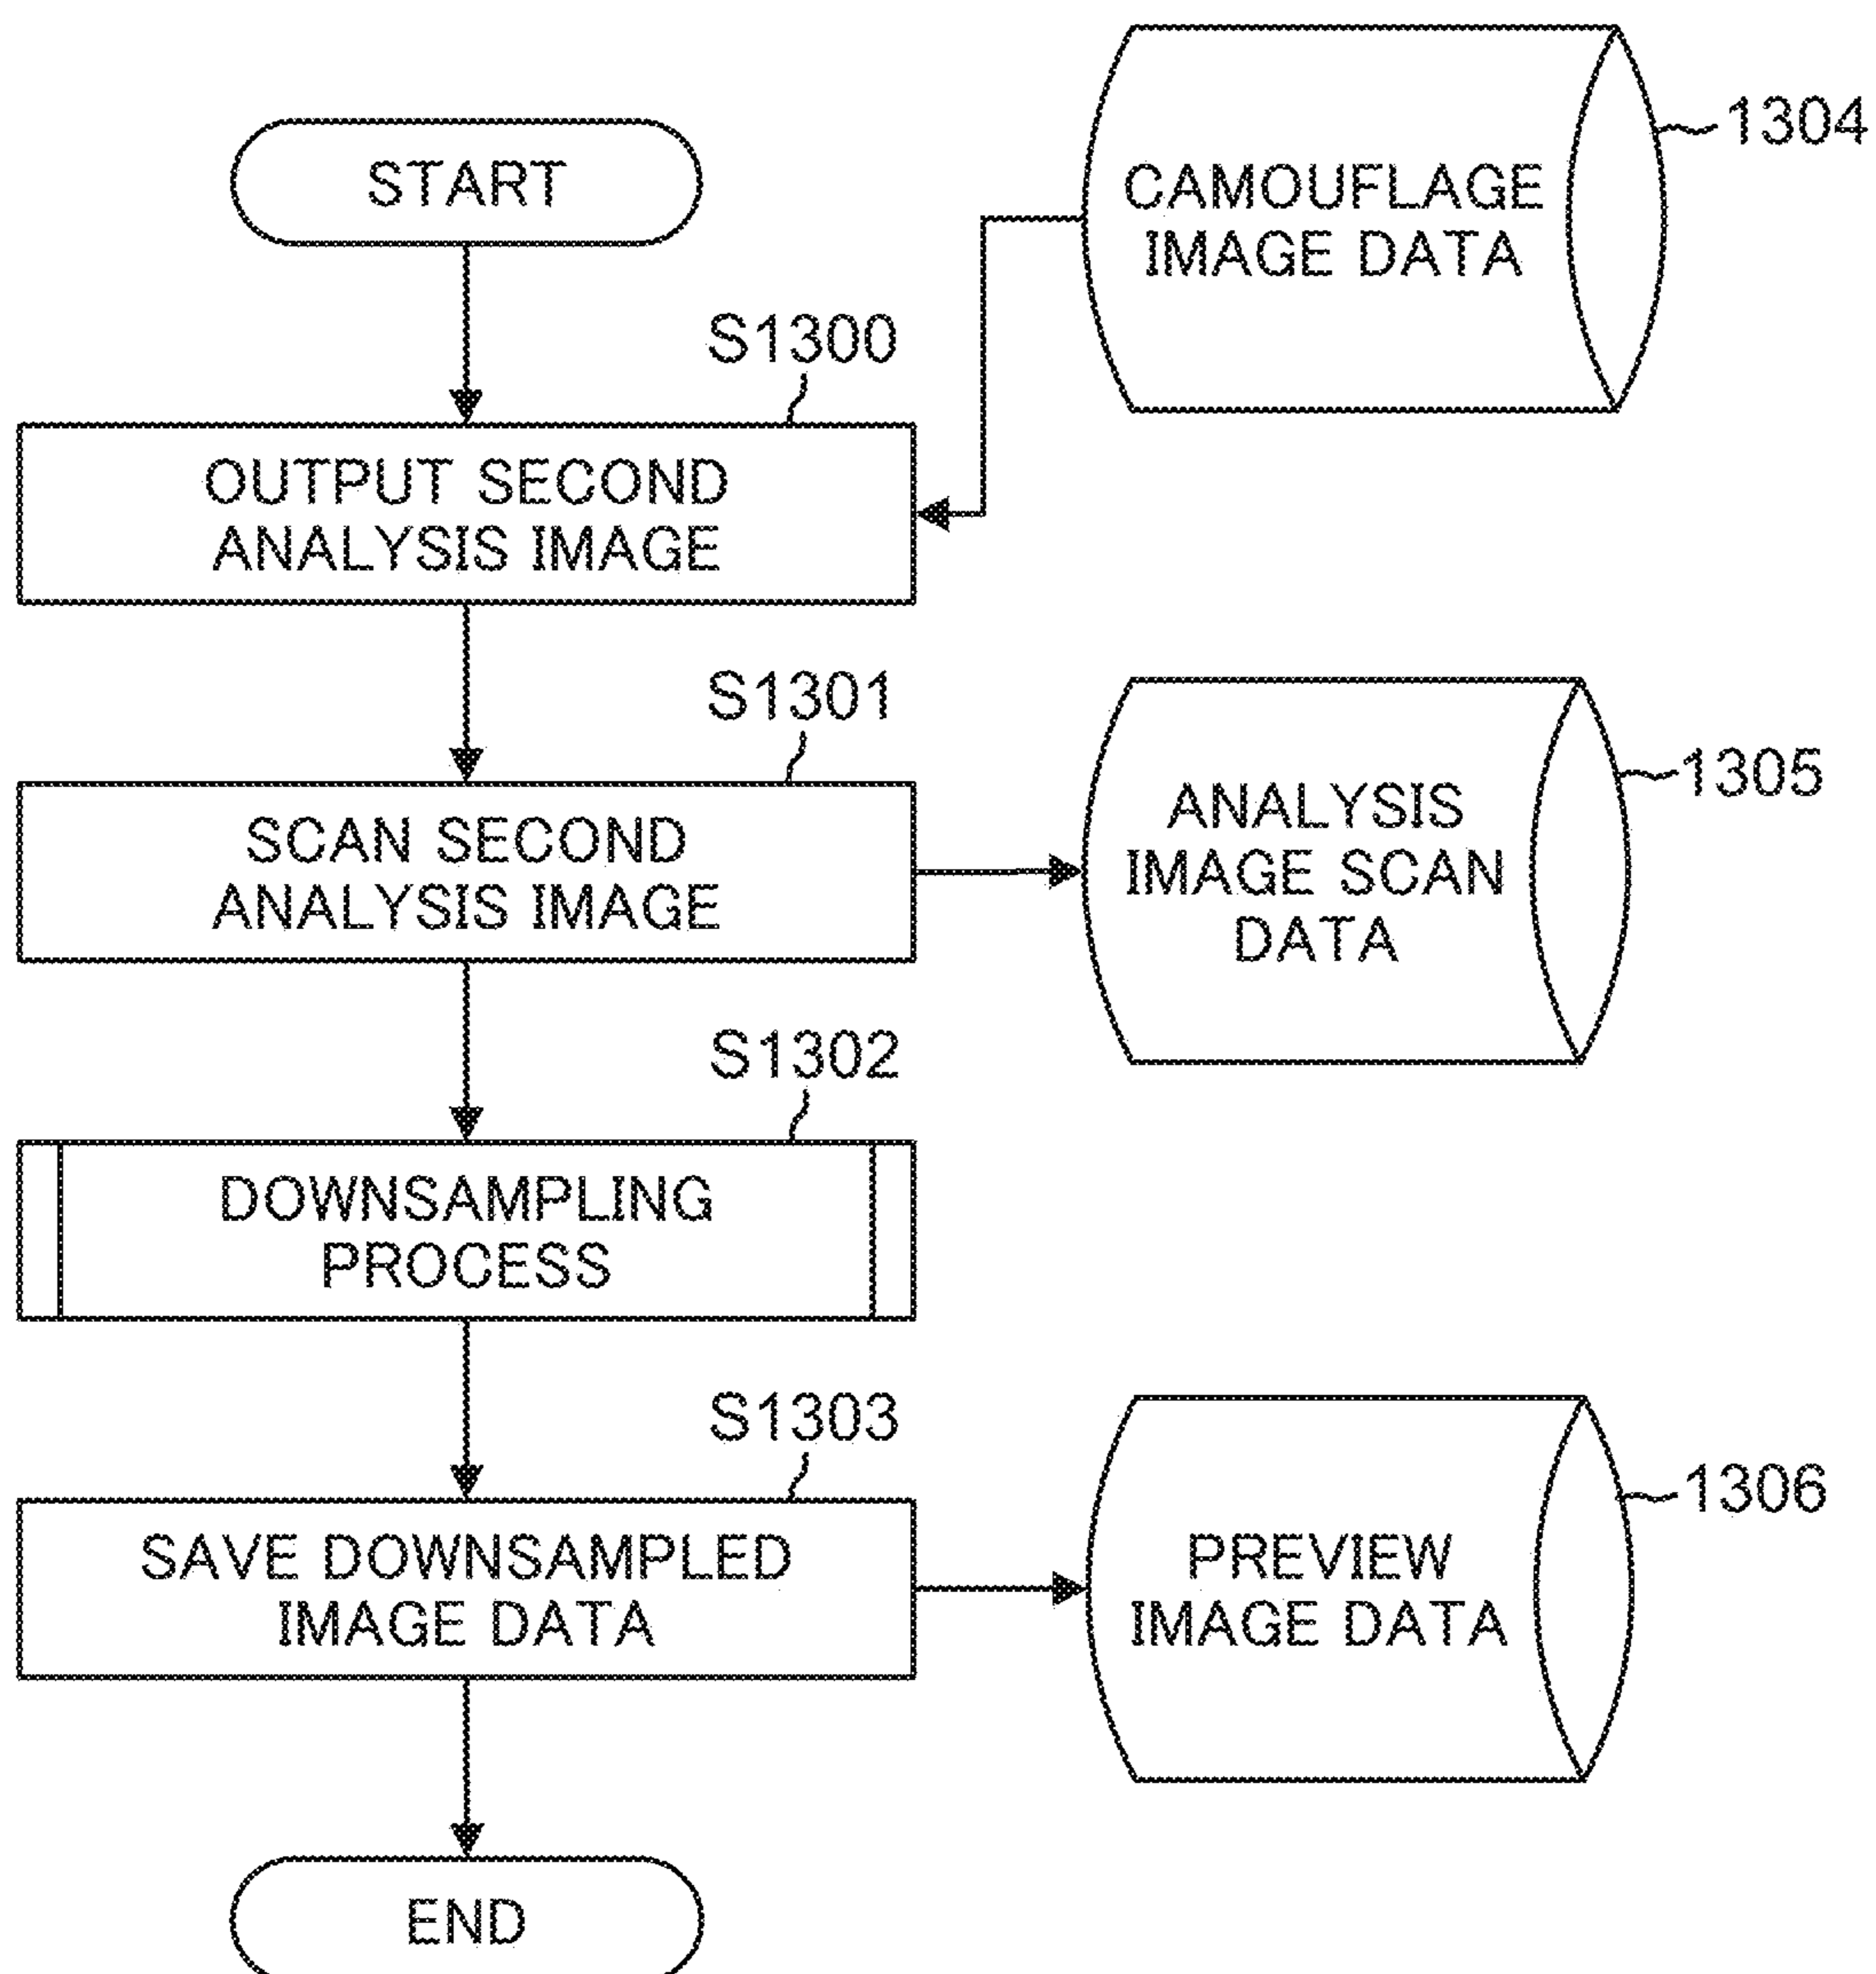 START
1304
CAMOUFLAGE
IMAGE DATA
S1300
OUTPUT SECOND
ANALYSIS IMAGE
S1301
SCAN SECOND
ANALYSIS IMAGE
1305
ANALYSIS
IMAGE SCAN
DATA
S1302
DOWNSAMPLING
PROCESS
S1303
SAVE DOWNSAMPLED
IMAGE DATA
1306
PREVIEW
IMAGE DATA
END